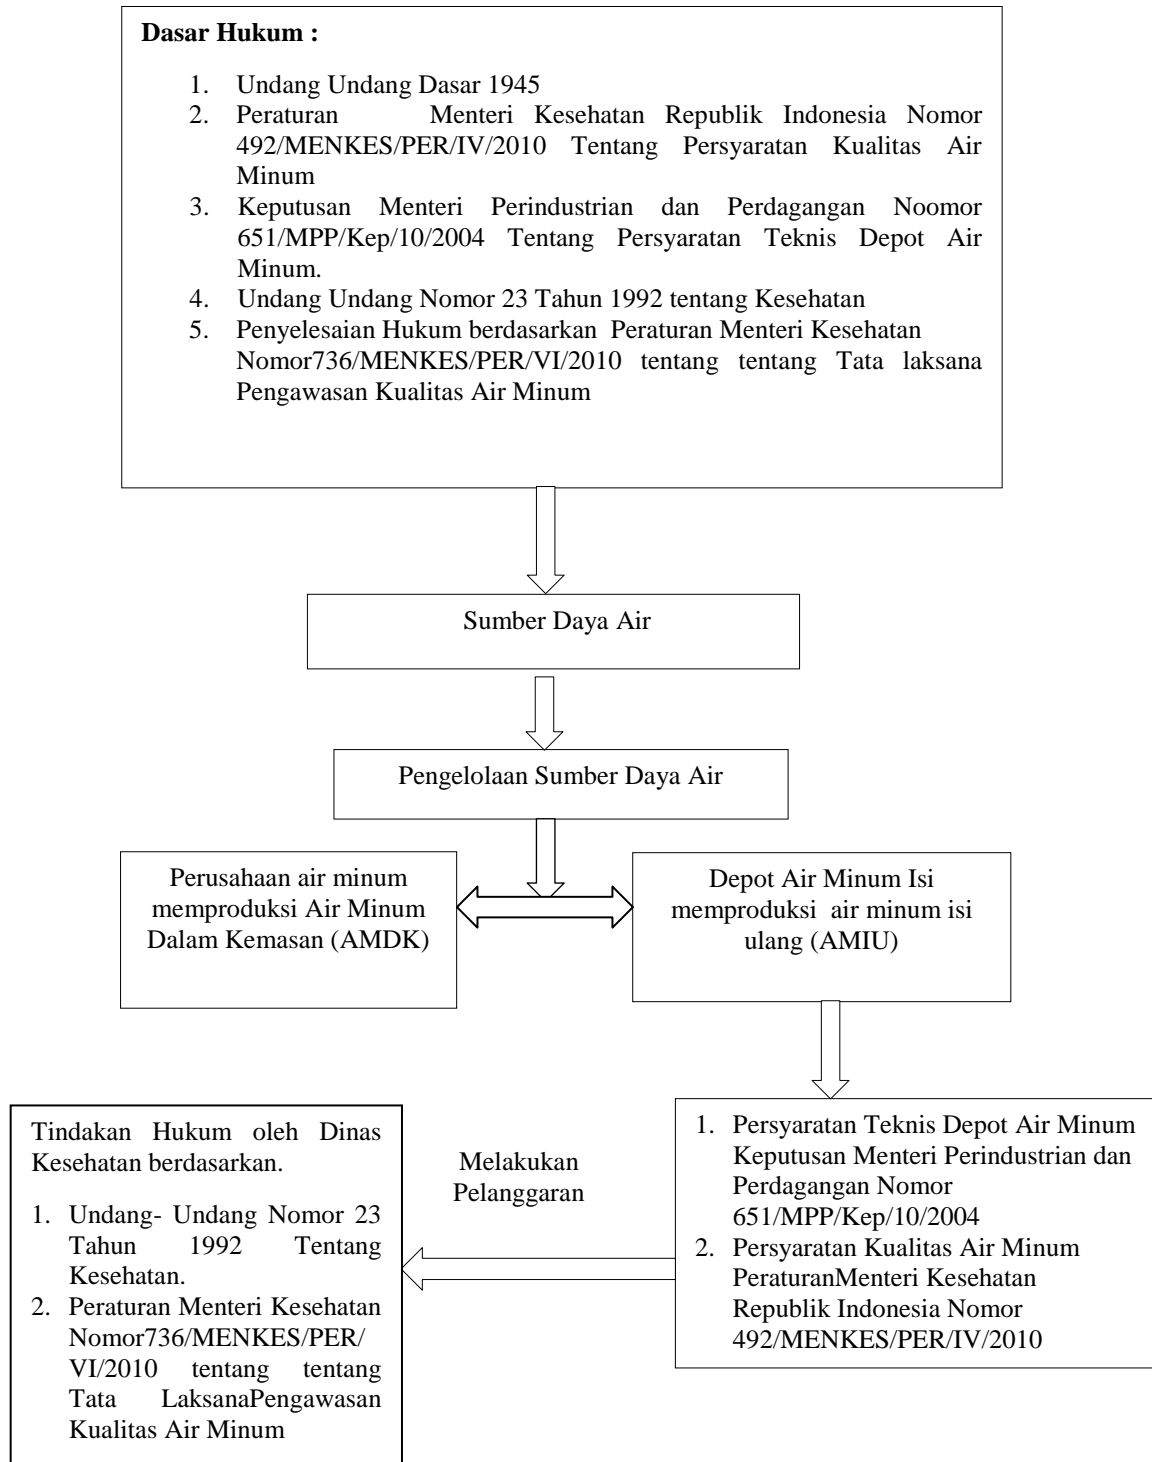 Dasar Hukum :
1. Undang Undang Dasar 1945
2. Peraturan Menteri Kesehatan Republik Indonesia Nomor
492/MENKES/PER/IV/2010 Tentang Persyaratan Kualitas Air
Minum
3. Keputusan Menteri Perindustrian dan Perdagangan Noomor
651/MPP/Kep/10/2004 Tentang Persyaratan Teknis Depot Air
Minum.
4. Undang Undang Nomor 23 Tahun 1992 tentang Kesehatan
5. Penyelesaian Hukum berdasarkan Peraturan Menteri Kesehatan
Nomor736/MENKES/PER/VI/2010 tentang tentang Tata laksana
Pengawasan Kualitas Air Minum
Sumber Daya Air
Pengelolaan Sumber Daya Air
Perusahaan air minum
memproduksi Air Minum
Dalam Kemasan (AMDK)
Depot Air Minum Isi
memproduksi air minum isi
ulang (AMIU)
1. Persyaratan Teknis Depot Air Minum
Keputusan Menteri Perindustrian dan
Perdagangan Nomor
651/MPP/Kep/10/2004
2. Persyaratan Kualitas Air Minum
PeraturanMenteri Kesehatan
Republik Indonesia Nomor
492/MENKES/PER/IV/2010
Melakukan
Pelanggaran
Tindakan Hukum oleh Dinas
Kesehatan berdasarkan.
1. Undang- Undang Nomor 23
Tahun 1992 Tentang
Kesehatan.
2. Peraturan Menteri Kesehatan
Nomor736/MENKES/PER/
VI/2010 tentang tentang
Tata LaksanaPengawasan
Kualitas Air Minum